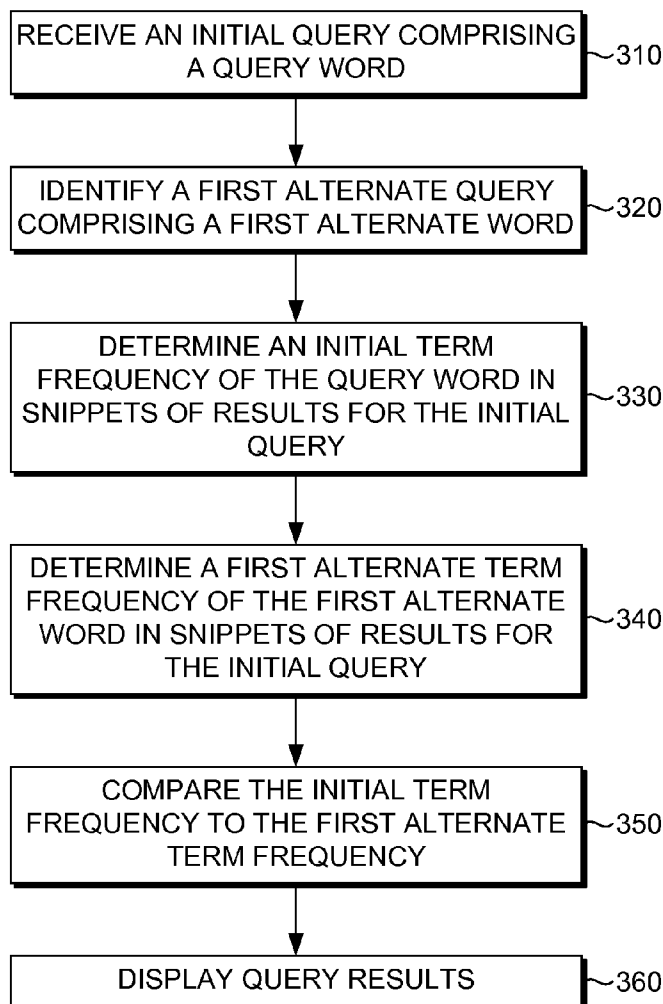 RECEIVE AN INITIAL QUERY COMPRISING
A QUERY WORD
310
IDENTIFY A FIRST ALTERNATE QUERY
COMPRISING A FIRST ALTERNATE WORD
320
DETERMINE AN INITIAL TERM
FREQUENCY OF THE QUERY WORD IN
SNIPPETS OF RESULTS FOR THE INITIAL
QUERY
330
DETERMINE A FIRST ALTERNATE TERM
FREQUENCY OF THE FIRST ALTERNATE
WORD IN SNIPPETS OF RESULTS FOR
THE INITIAL QUERY
340
COMPARE THE INITIAL TERM
FREQUENCY TO THE FIRST ALTERNATE
TERM FREQUENCY
350
DISPLAY QUERY RESULTS
360